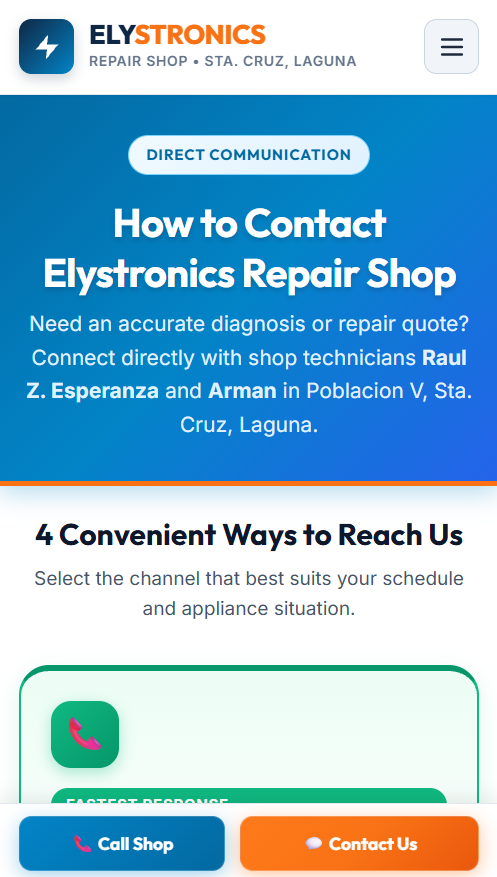 ELYSTRONICS
REPAIR SHOP • STA. CRUZ, LAGUNA
DIRECT COMMUNICATION
How to Contact
Elystronics Repair Shop
Need an accurate diagnosis or repair quote?
Connect directly with shop technicians Raul
Z. Esperanza and Arman in Poblacion V, Sta.
Cruz, Laguna.
4 Convenient Ways to Reach Us
Select the channel that best suits your schedule
and appliance situation.
FASTEST RESPONSE
Call Shop
Contact Us